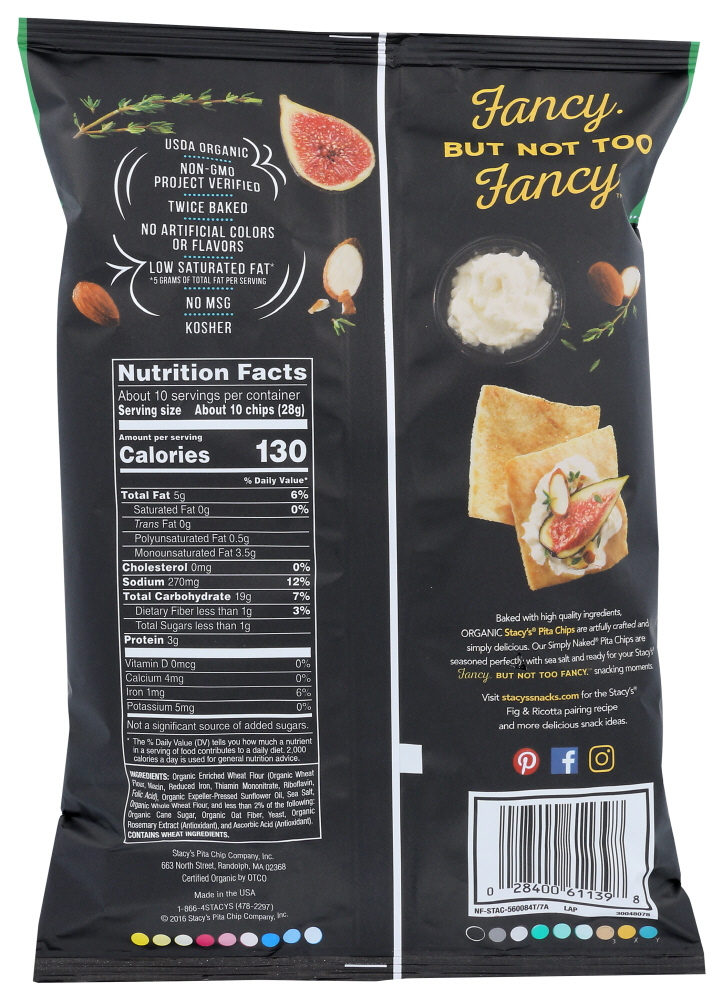 USDA ORGANIC
NON-GMO
PROJECT VERIFIED
TWICE BAKED
NO ARTIFICIAL COLORS
OR FLAVORS
LOW SATURATED FAT*
*5 GRAMS OF TOTAL FAT PER SERVING
NO MSG
KOSHER
Nutrition Facts
About 10 servings per container
Serving size About 10 chips (28g)
Amount per serving
Calories 130
% Daily Value*
Total Fat 5g 6%
Saturated Fat 0g 0%
Trans Fat 0g
Polyunsaturated Fat 0.5g
Monounsaturated Fat 3.5g
Cholesterol 0mg 0%
Sodium 270mg 12%
Total Carbohydrate 19g 7%
Dietary Fiber less than 1g 3%
Total Sugars less than 1g
Protein 3g
Vitamin D 0mcg 0%
Calcium 4mg 0%
Iron 1mg 6%
Potassium 5mg 0%
Not a significant source of added sugars.
* The % Daily Value (DV) tells you how much a nutrient
in a serving of food contributes to a daily diet. 2,000
calories a day is used for general nutrition advice.
INGREDIENTS: Organic Enriched Wheat Flour (Organic Wheat
Flour, Niacin, Reduced Iron, Thiamin Mononitrate, Riboflavin,
Folic Acid), Organic Expeller-Pressed Sunflower Oil, Sea Salt,
Organic Whole Wheat Flour, and less than 2% of the following:
Organic Cane Sugar, Organic Oat Fiber, Yeast, Organic
Rosemary Extract (Antioxidant), and Ascorbic Acid (Antioxidant).
CONTAINS WHEAT INGREDIENTS.
Stacy's Pita Chip Company, Inc.
663 North Street, Randolph, MA 02368
Certified Organic by OTCO
Made in the USA
1-866-4STACYS (478-2297)
© 2016 Stacy's Pita Chip Company, Inc.
Fancy.
BUT NOT TOO
Fancy.™
Baked with high quality ingredients,
ORGANIC Stacy's® Pita Chips are artfully crafted and
simply delicious. Our Simply Naked® Pita Chips are
seasoned perfectly with sea salt and ready for your Stacy's®
Fancy. BUT NOT TOO FANCY.™ snacking moments.
Visit stacyssnacks.com for the Stacy's®
Fig & Ricotta pairing recipe
and more delicious snack ideas.
0 28400 61139 8
NF-STAC-560084T/7A LAP 30046078